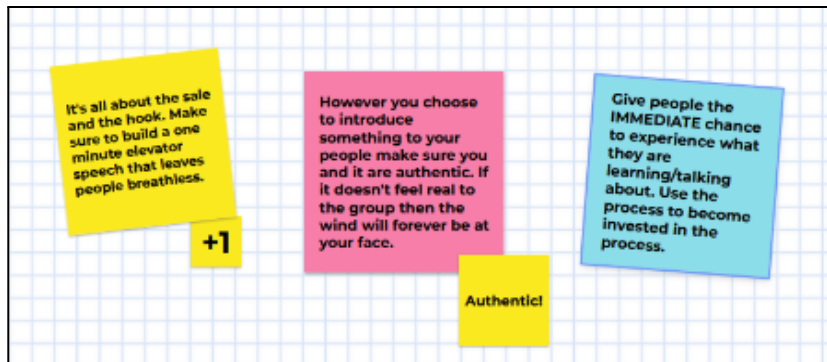 It's all about the sale
and the hook. Make
sure to build a one
minute elevator
speech that leaves
people breathless.
+1
However you choose
to introduce
something to your
people make sure you
and it are authentic. If
it doesn't feel real to
the group then the
wind will forever be at
your face.
Authentic!
Give people the
IMMEDIATE chance
to experience what
they are
learning/talking
about. Use the
process to become
invested in the
process.